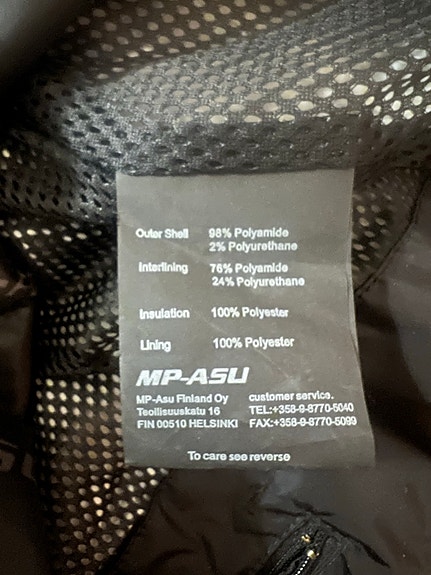 Outer Shell 98% Polyamide
2% Polyurethane
Interlining 76% Polyamide
24% Polyurethane
Insulation 100% Polyester
Lining 100% Polyester
MP-ASU
MP-Asu Finland Oy customer service.
Teollisuuskatu 16 TEL:+358-9-8770-5040
FIN 00510 HELSINKI FAX:+358-9-8770-5099
To care see reverse